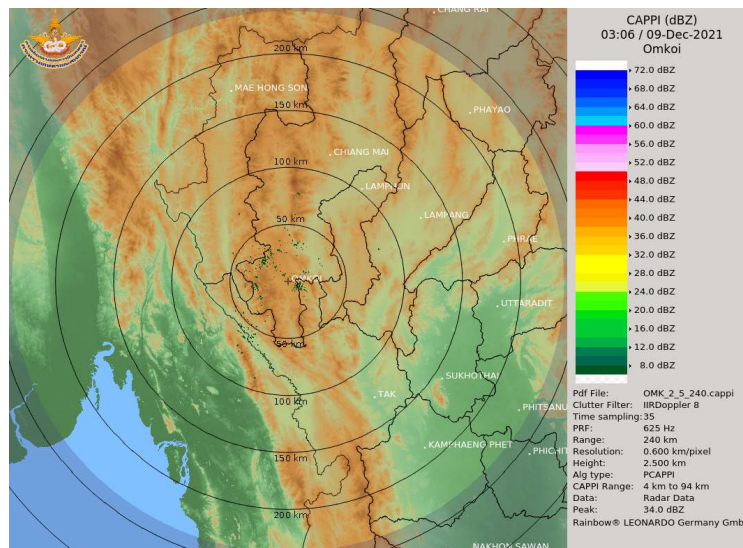 CAPPI (dBZ)
03:06 / 09-Dec-2021
Omkoi
72.0 dBZ
68.0 dBZ
64.0 dBZ
60.0 dBZ
56.0 dBZ
52.0 dBZ
48.0 dBZ
44.0 dBZ
40.0 dBZ
36.0 dBZ
32.0 dBZ
28.0 dBZ
24.0 dBZ
20.0 dBZ
16.0 dBZ
12.0 dBZ
8.0 dBZ
Pdf File: OMK_2_5_240.cappi
Clutter Filter: IIRDoppler 8
Time sampling: 35
PRF: 625 Hz
Range: 240 km
Resolution: 0.600 km/pixel
Height: 2.500 km
Alg type: PCAPPI
CAPPI Range: 4 km to 94 km
Data: Radar Data
Peak: 34.0 dBZ
Rainbow® LEONARDO Germany Gmb
CHANG RAI
200 km
MAE HONG SON
150 km
PHAYAO
CHIANG MAI
100 km
LAMPHUN
LAMPANG
50 km
PHRAE
OMKOI
UTTARADIT
50 km
SUKHOTHAI
TAK
100 km
PHITSANU
KAMPHAENG PHET
PHICHIT
150 km
200 km
NAKHON SAWAN